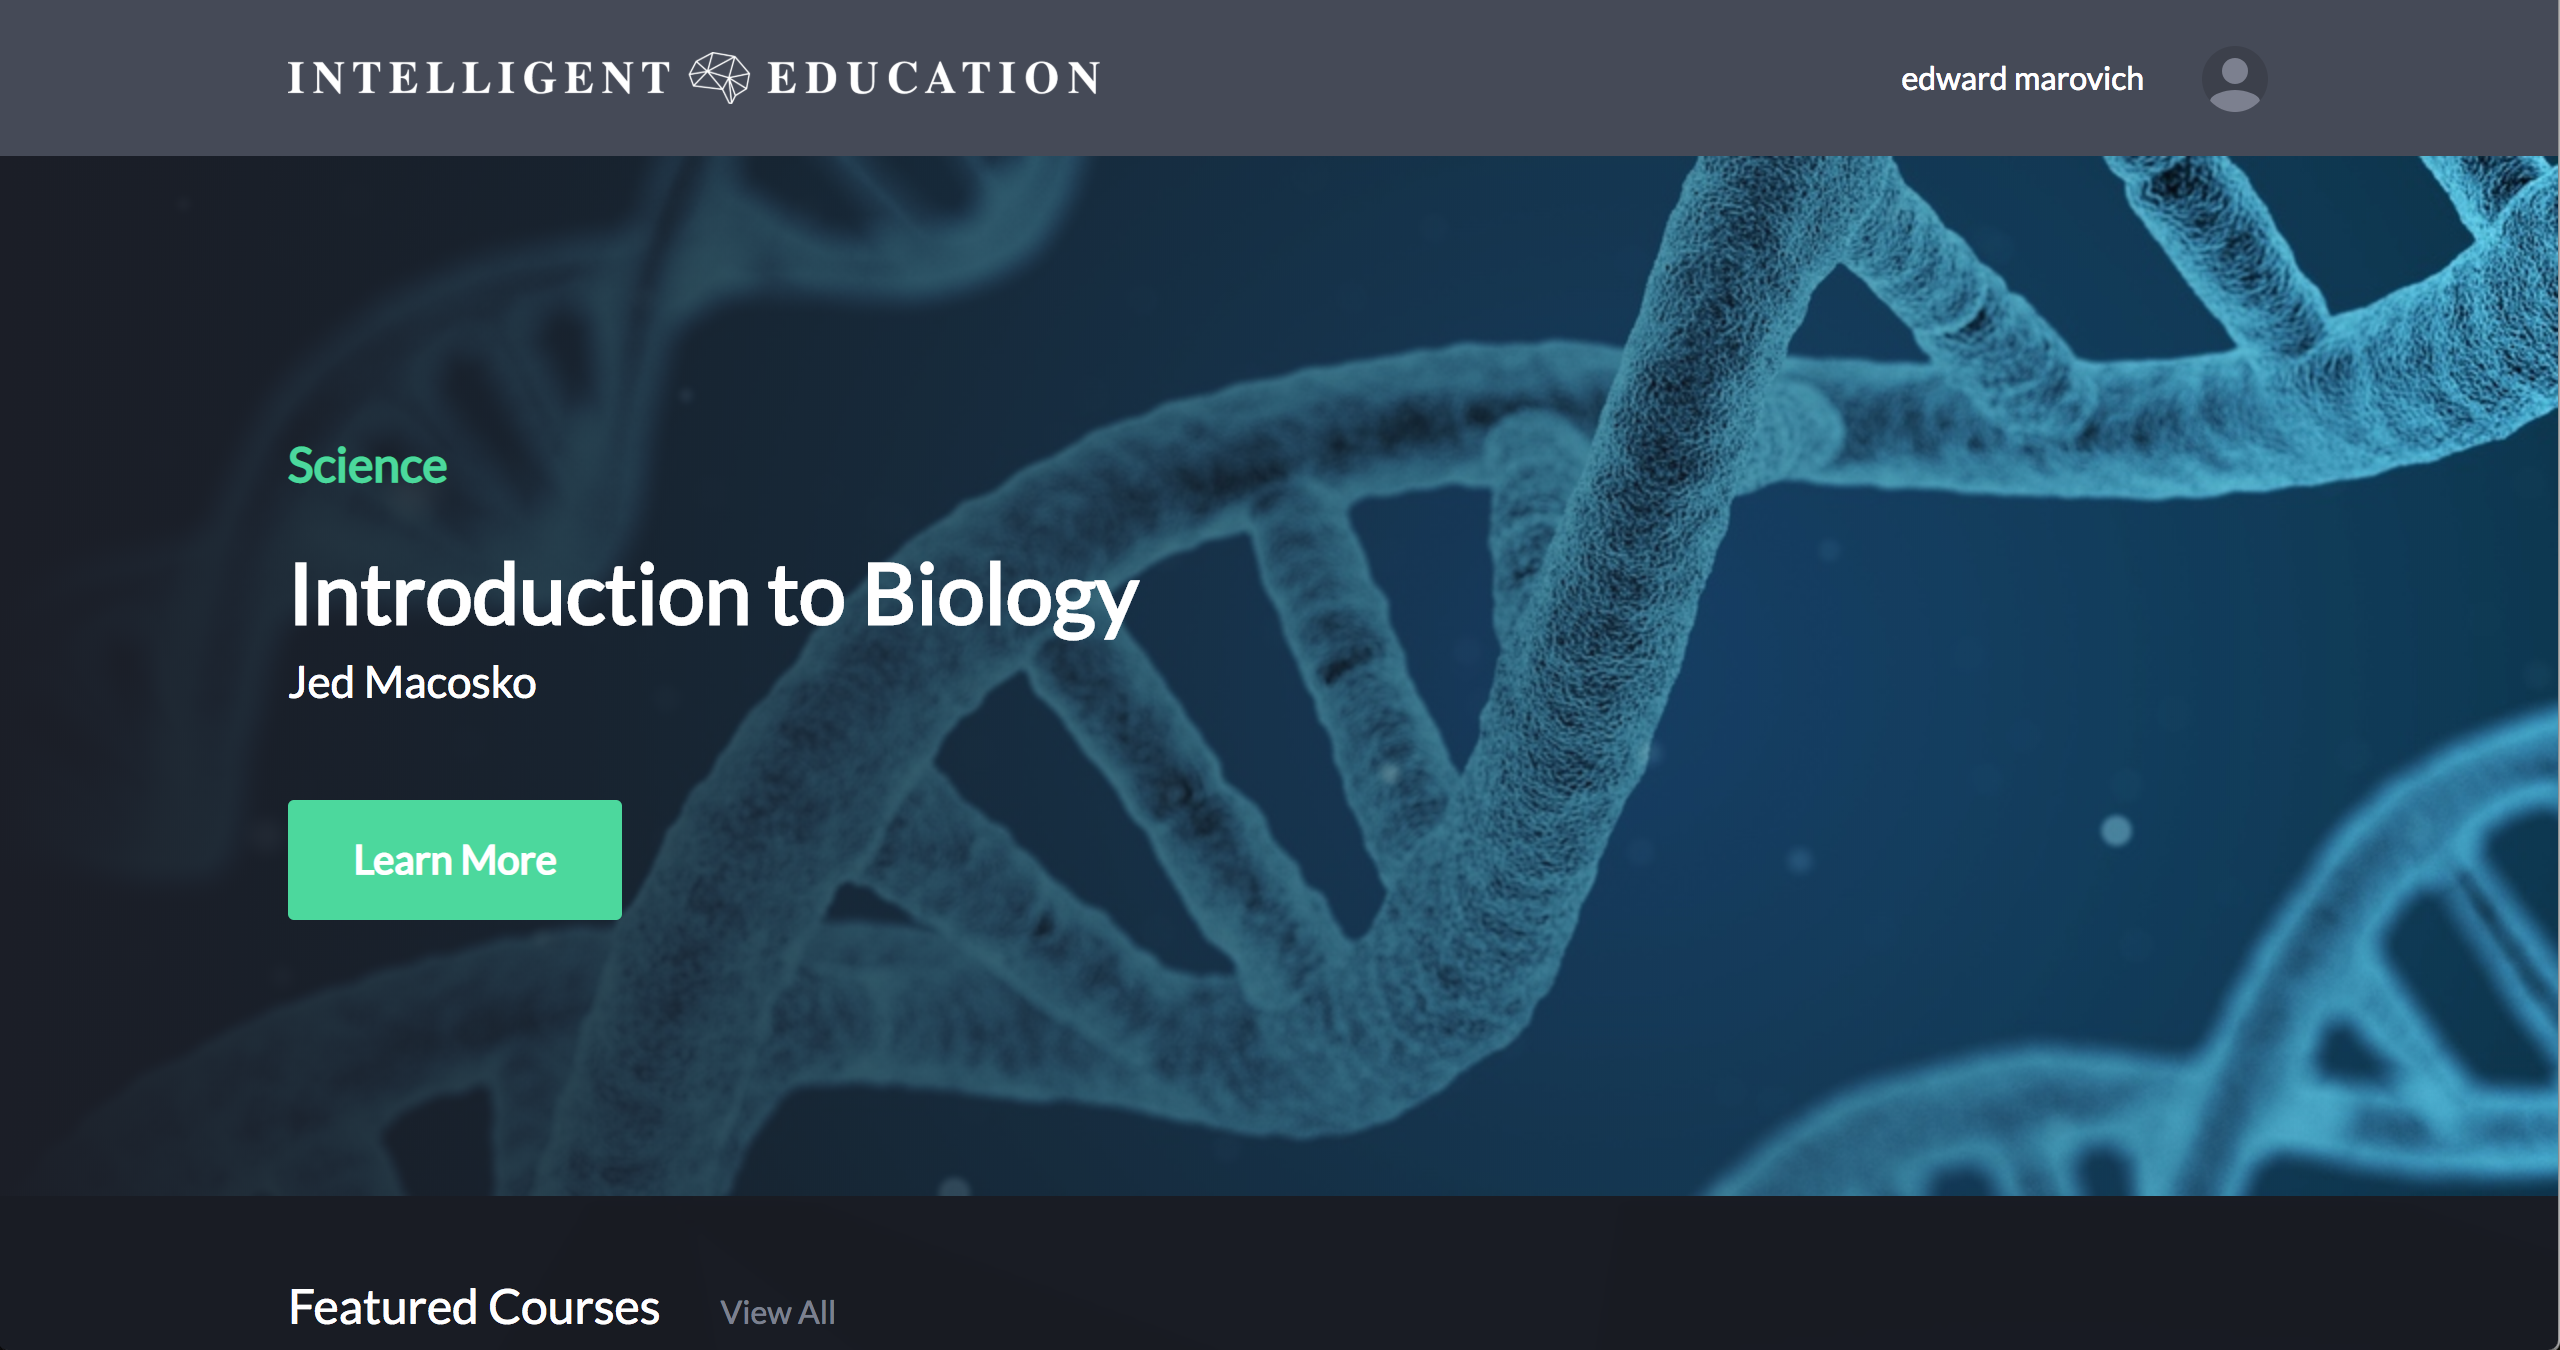 INTELLIGENT EDUCATION
edward marovich
Science
Introduction to Biology
Jed Macosko
Learn More
Featured Courses
View All